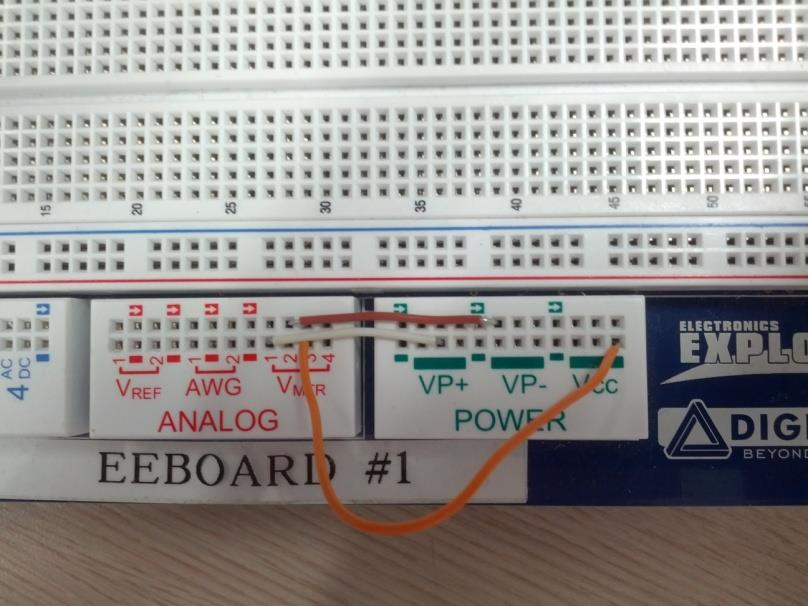 15 20 25 30 35 40 45 50
ELECTRONICS
EXPLO
AC
DC
4
1 2 1 2 1 2 3 4
VREF AWG VMTR
ANALOG
VP+ VP- Vcc
POWER
DIGI
BEYOND
EEBOARD #1